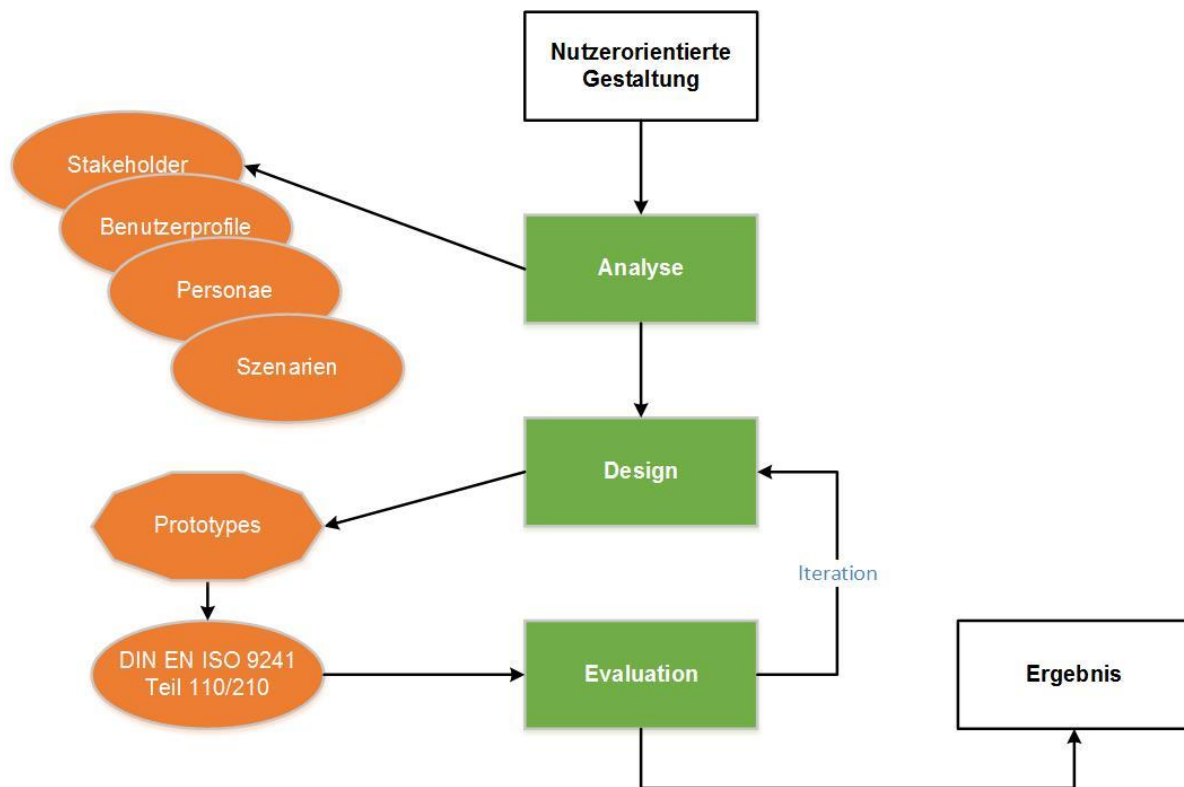 Nutzerorientierte
Gestaltung
Stakeholder
Benutzerprofile
Analyse
Personae
Szenarien
Design
Prototypes
Iteration
DIN EN ISO 9241
Teil 110/210
Evaluation
Ergebnis